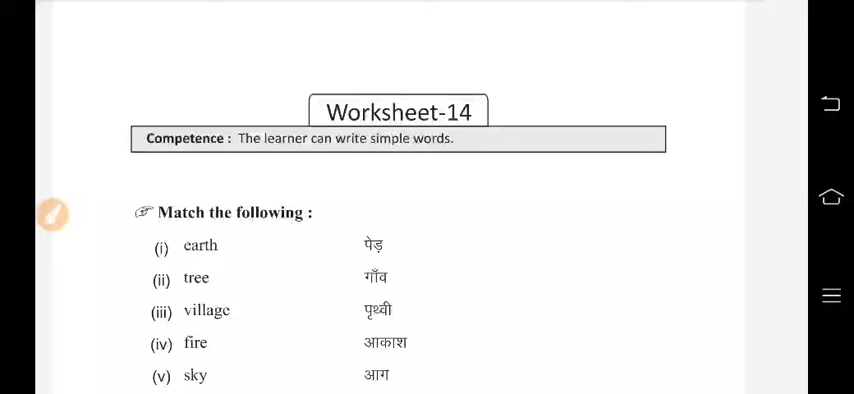 Worksheet-14
Competence : The learner can write simple words.
☞ Match the following :
(i) earth पेड़
(ii) tree गाँव
(iii) village पृथ्वी
(iv) fire आकाश
(v) sky आग